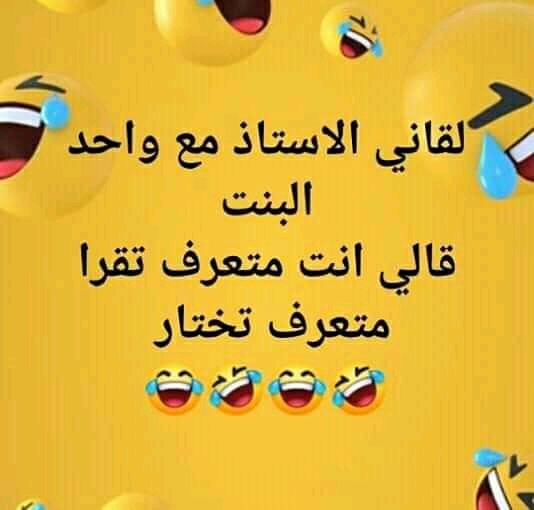 لقاني الاستاذ مع واحد
البنت
قالي انت متعرف تقرا
متعرف تختار
😂🤣😂🤣